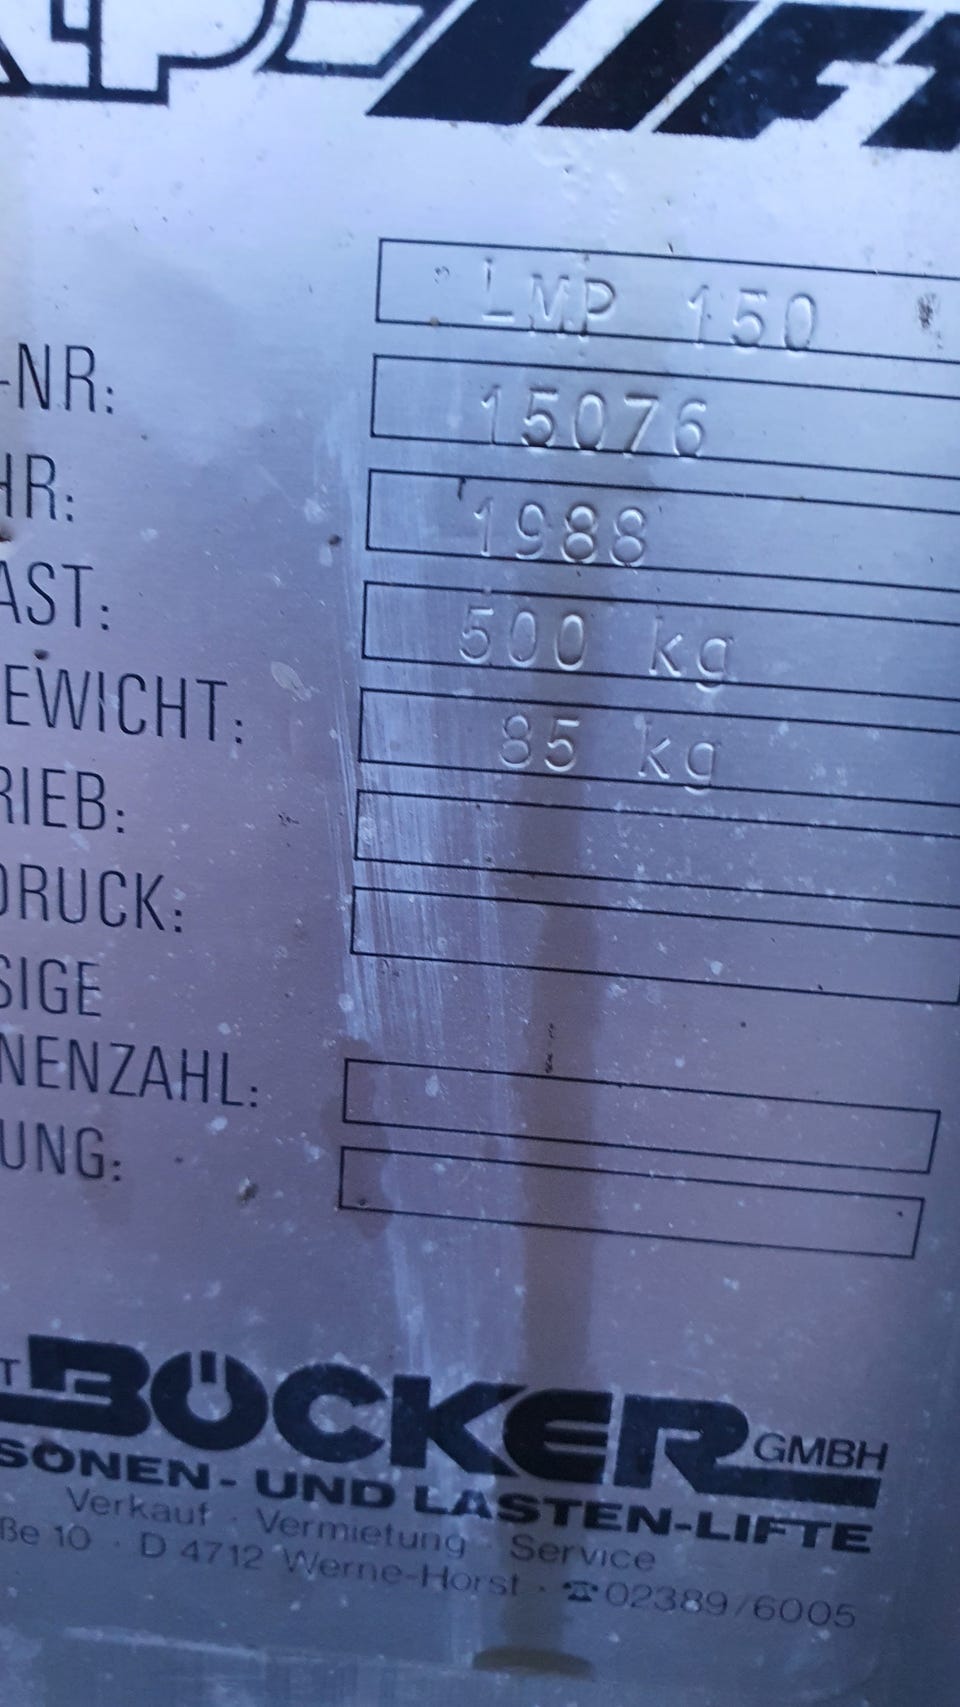 P-LIFT
LMP 150
-NR: 15076
HR: 1988
AST: 500 kg
EWICHT: 85 kg
RIEB:
DRUCK:
SIGE
NENZAHL:
UNG:
T BÖCKER GMBH
SONEN- UND LASTEN-LIFTE
Verkauf · Vermietung · Service
ße 10 · D 4712 Werne-Horst · ☎ 02389/6005